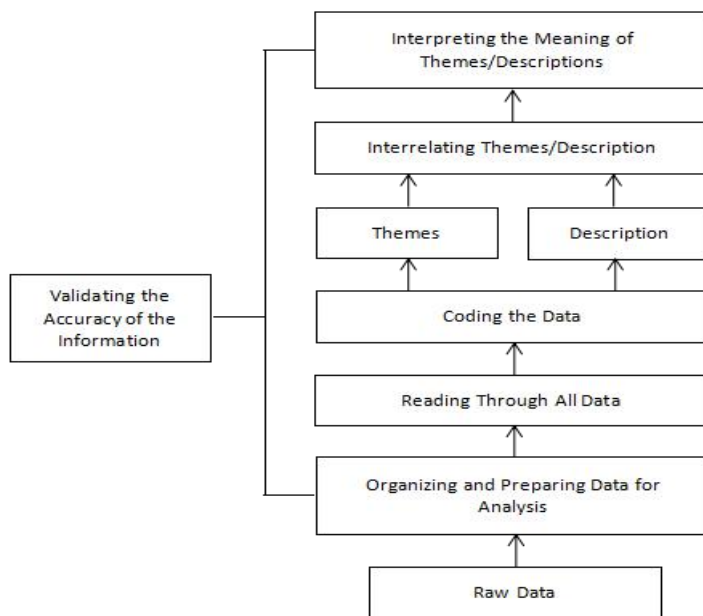 Interpreting the Meaning of
Themes/Descriptions
Interrelating Themes/Description
Themes
Description
Validating the
Accuracy of the
Information
Coding the Data
Reading Through All Data
Organizing and Preparing Data for
Analysis
Raw Data